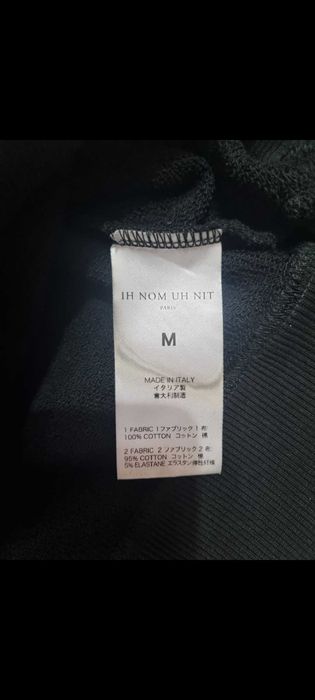 IH NOM UH NIT
PARIS
M
MADE IN ITALY
イタリア製
意大利制造
1 FABRIC 1ファブリック 1 布:
100% COTTON コットン 棉
2 FABRIC 2 ファブリック 2 布:
95% COTTON コットン 棉
5% ELASTANE エラスタン 弹性纤维